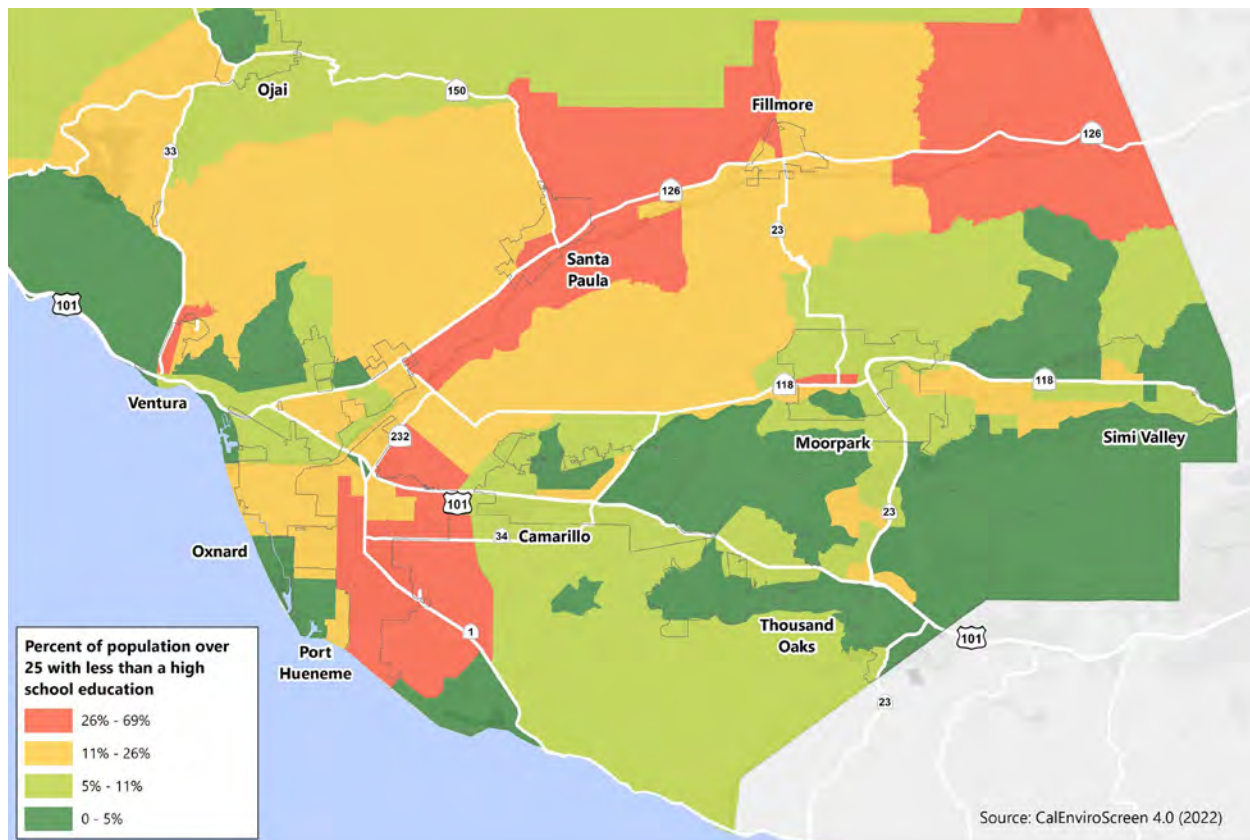 Ojai
150
Fillmore
33
126
126
23
Santa
Paula
101
118
118
Ventura
232
Moorpark
Simi Valley
101
23
34
Camarillo
Oxnard
Thousand
Oaks
101
1
Port
Hueneme
23
Percent of population over
25 with less than a high
school education
26% - 69%
11% - 26%
5% - 11%
0 - 5%
Source: CalEnviroScreen 4.0 (2022)